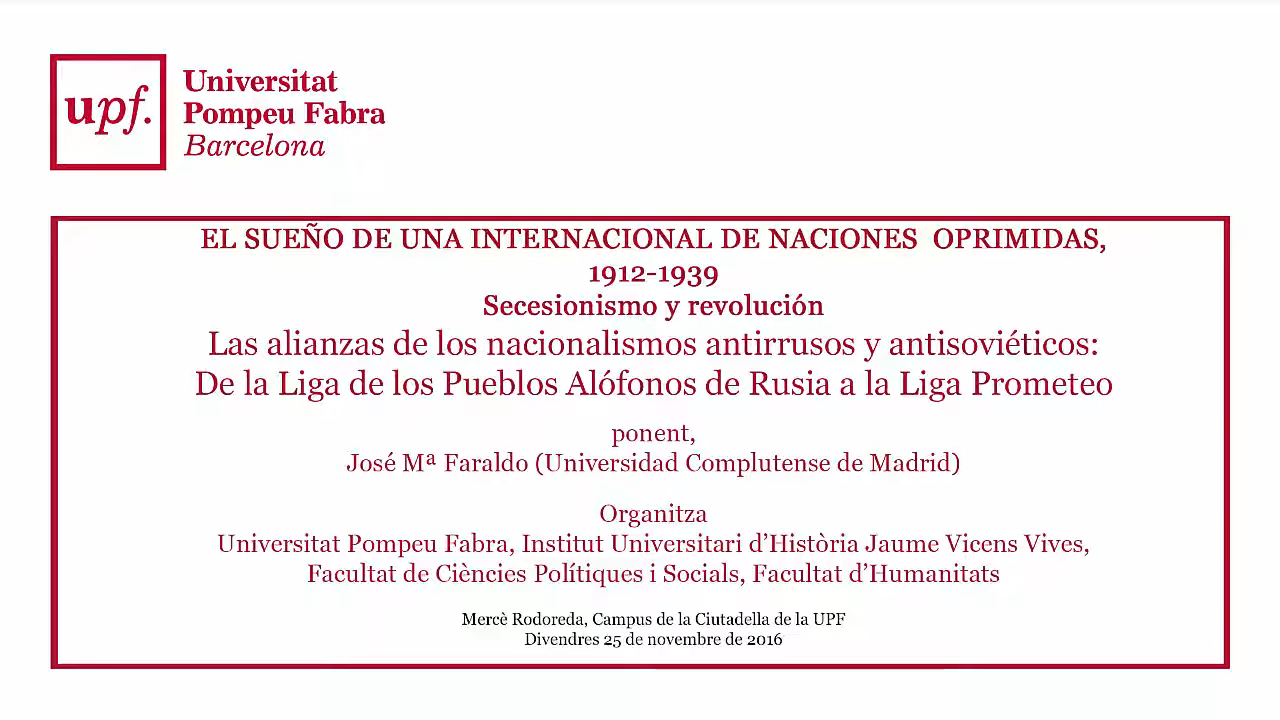 upf.
Universitat
Pompeu Fabra
Barcelona
EL SUEÑO DE UNA INTERNACIONAL DE NACIONES OPRIMIDAS,
1912-1939
Secesionismo y revolución
Las alianzas de los nacionalismos antirrusos y antisoviéticos:
De la Liga de los Pueblos Alófonos de Rusia a la Liga Prometeo
ponent,
José Mª Faraldo (Universidad Complutense de Madrid)
Organitza
Universitat Pompeu Fabra, Institut Universitari d’Història Jaume Vicens Vives,
Facultat de Ciències Polítiques i Socials, Facultat d’Humanitats
Mercè Rodoreda, Campus de la Ciutadella de la UPF
Divendres 25 de novembre de 2016